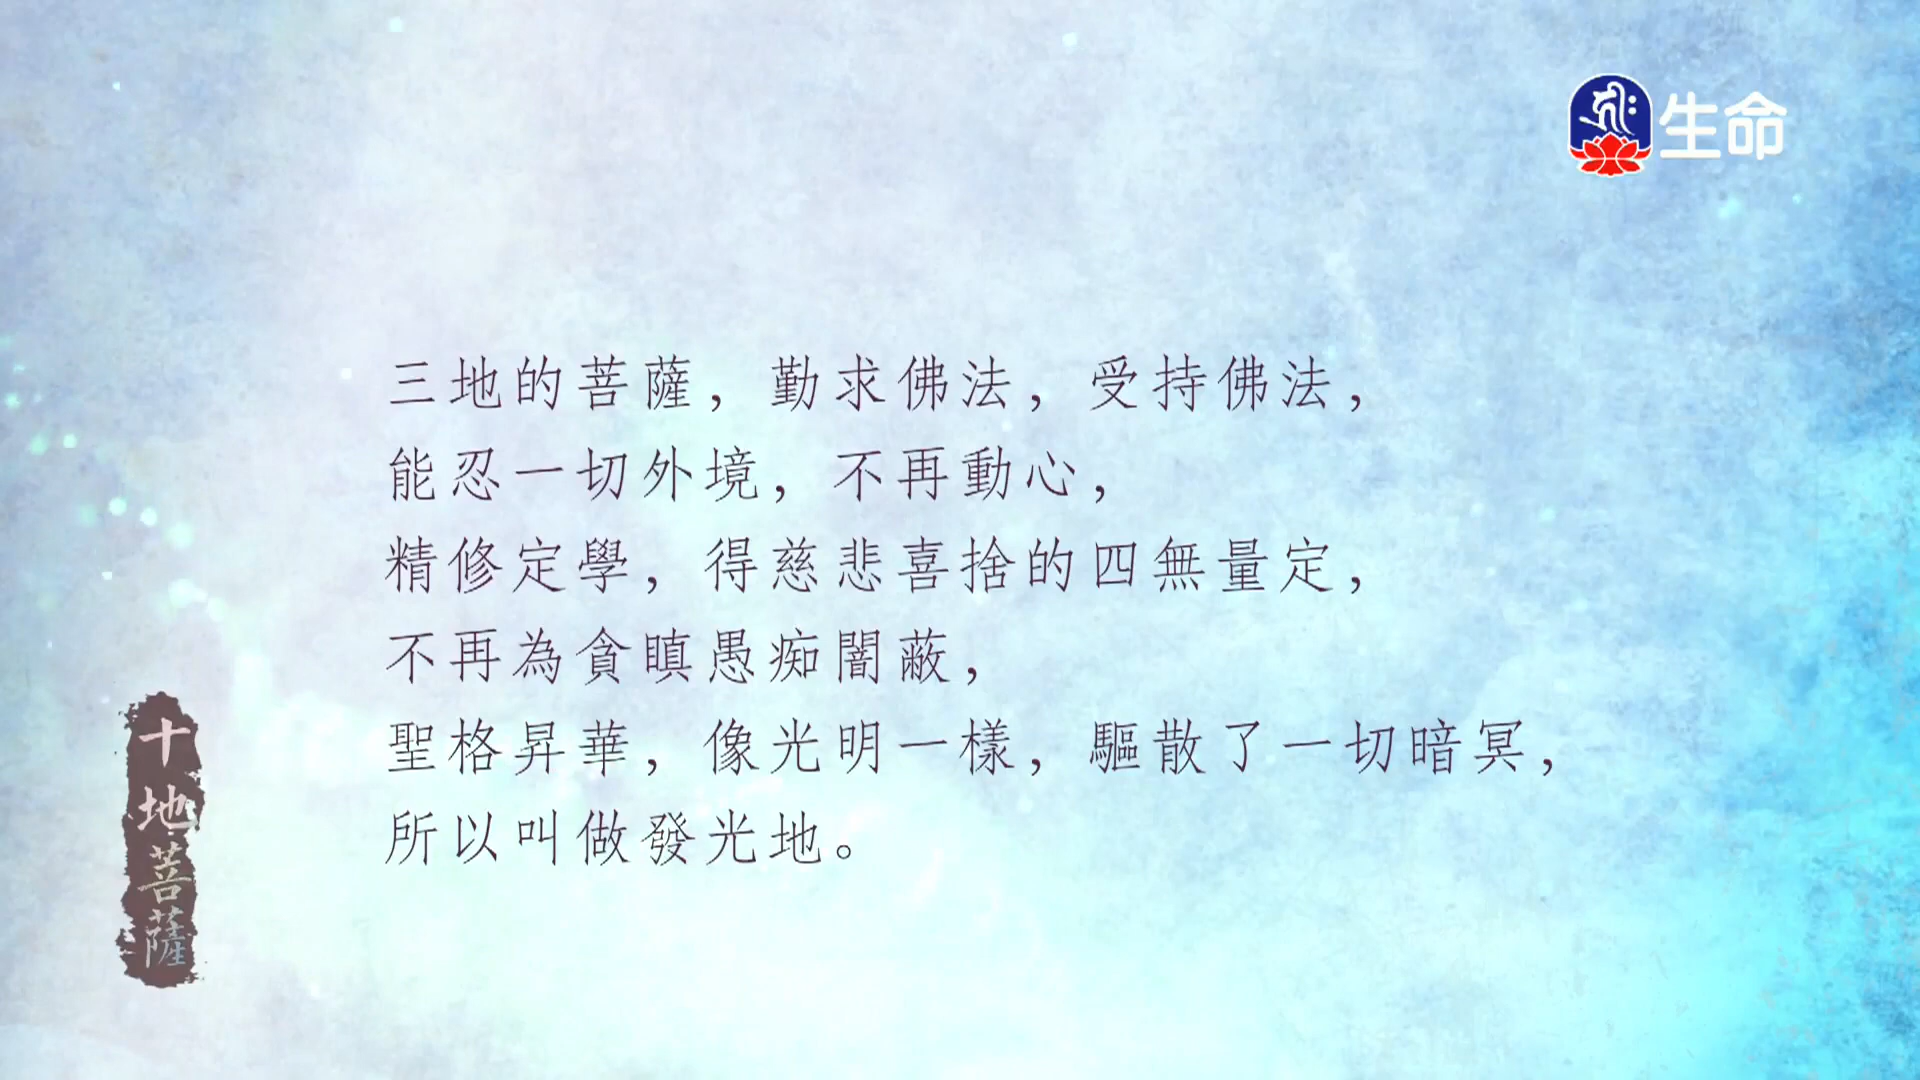 生命
三地的菩薩，勤求佛法，受持佛法，
能忍一切外境，不再動心，
精修定學，得慈悲喜捨的四無量定，
不再為貪瞋愚痴闇蔽，
聖格昇華，像光明一樣，驅散了一切暗冥，
所以叫做發光地。
十地菩薩